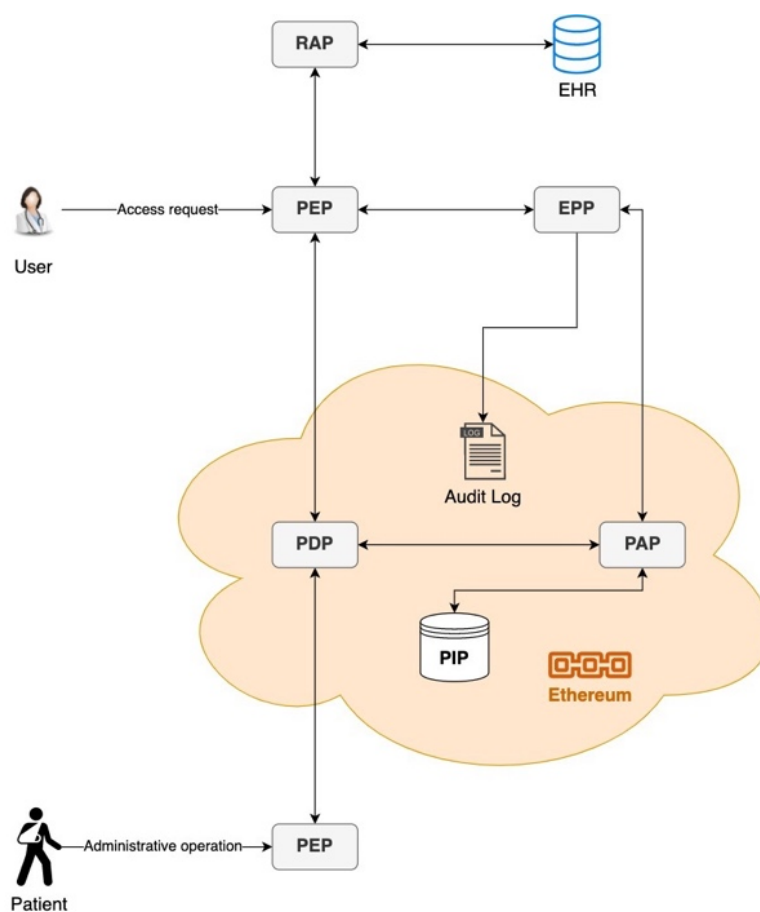 RAP
EHR
Access request
PEP
EPP
User
LOG
Audit Log
PDP
PAP
PIP
Ethereum
Administrative operation
PEP
Patient